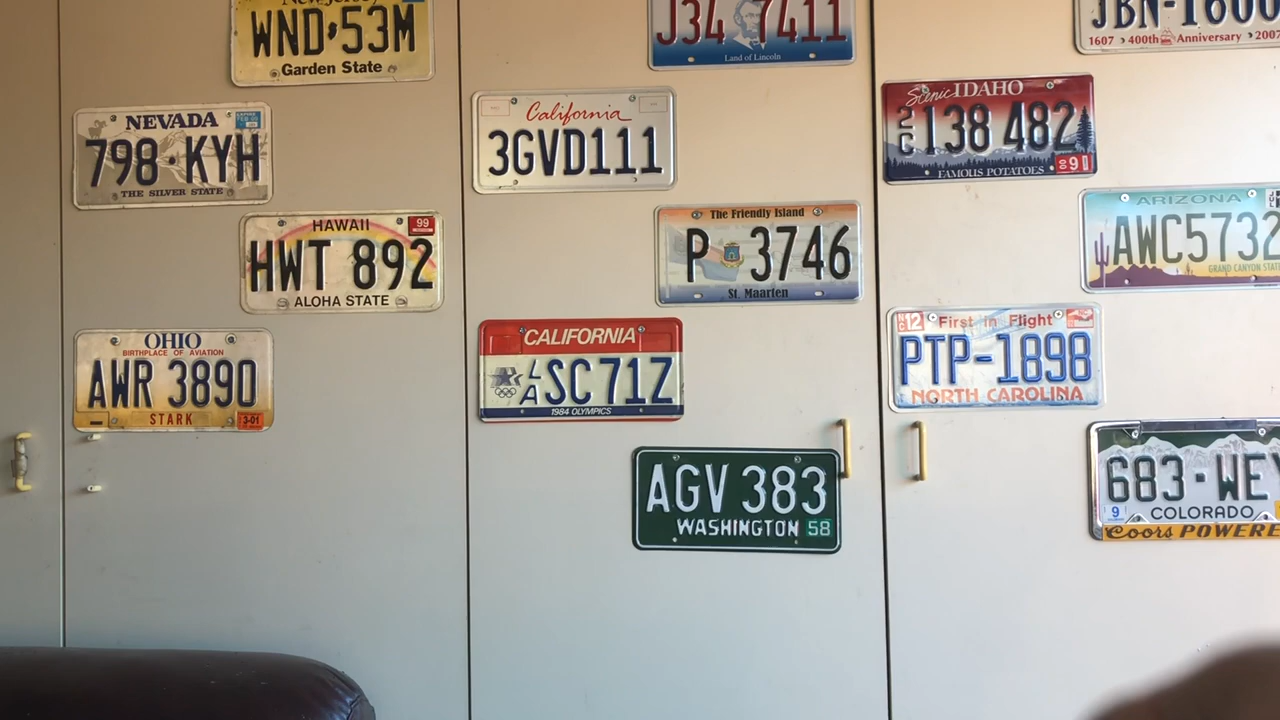 New Jersey
WND 53M
Garden State
J34 7411
Land of Lincoln
JBN-1600
1607 400th Anniversary 2007
NEVADA
798·KYH
THE SILVER STATE
California
3GVD111
Scenic IDAHO
2C 138 482
FAMOUS POTATOES
91
HAWAII
99
HWT 892
ALOHA STATE
The Friendly Island
P 3746
St. Maarten
ARIZONA
AWC5732
GRAND CANYON STATE
OHIO
BIRTHPLACE OF AVIATION
AWR 3890
STARK
3-01
CALIFORNIA
LA SC71Z
1984 OLYMPICS
NC 12
First in Flight
PTP-1898
NORTH CAROLINA
AGV 383
WASHINGTON 58
683·WEY
9
COLORADO
Coors POWERE